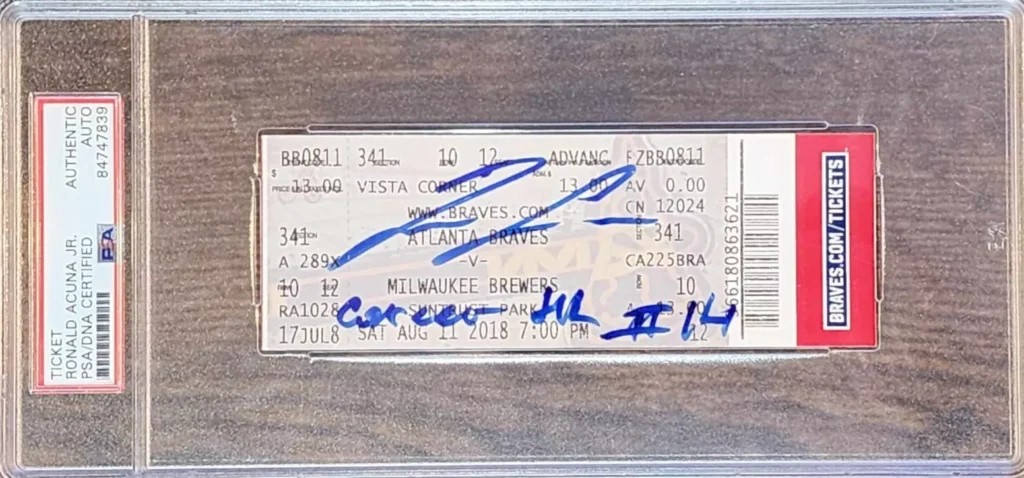 TICKET
RONALD ACUNA JR.
PSA/DNA CERTIFIED
AUTHENTIC
AUTO
84747839
PSA
BB0811 341 10 12 ADVANC EZBB0811
$ 13.00 VISTA CORNER 13.00 AV 0.00
WWW.BRAVES.COM CN 12024
341 ATLANTA BRAVES 341
A 289X -V- CA225BRA
10 12 MILWAUKEE BREWERS 10
RA1028 SUNTRUST PARK
Career HR #14
17JUL8 SAT AUG 11 2018 7:00 PM 12
661808863621
BRAVES.COM/TICKETS